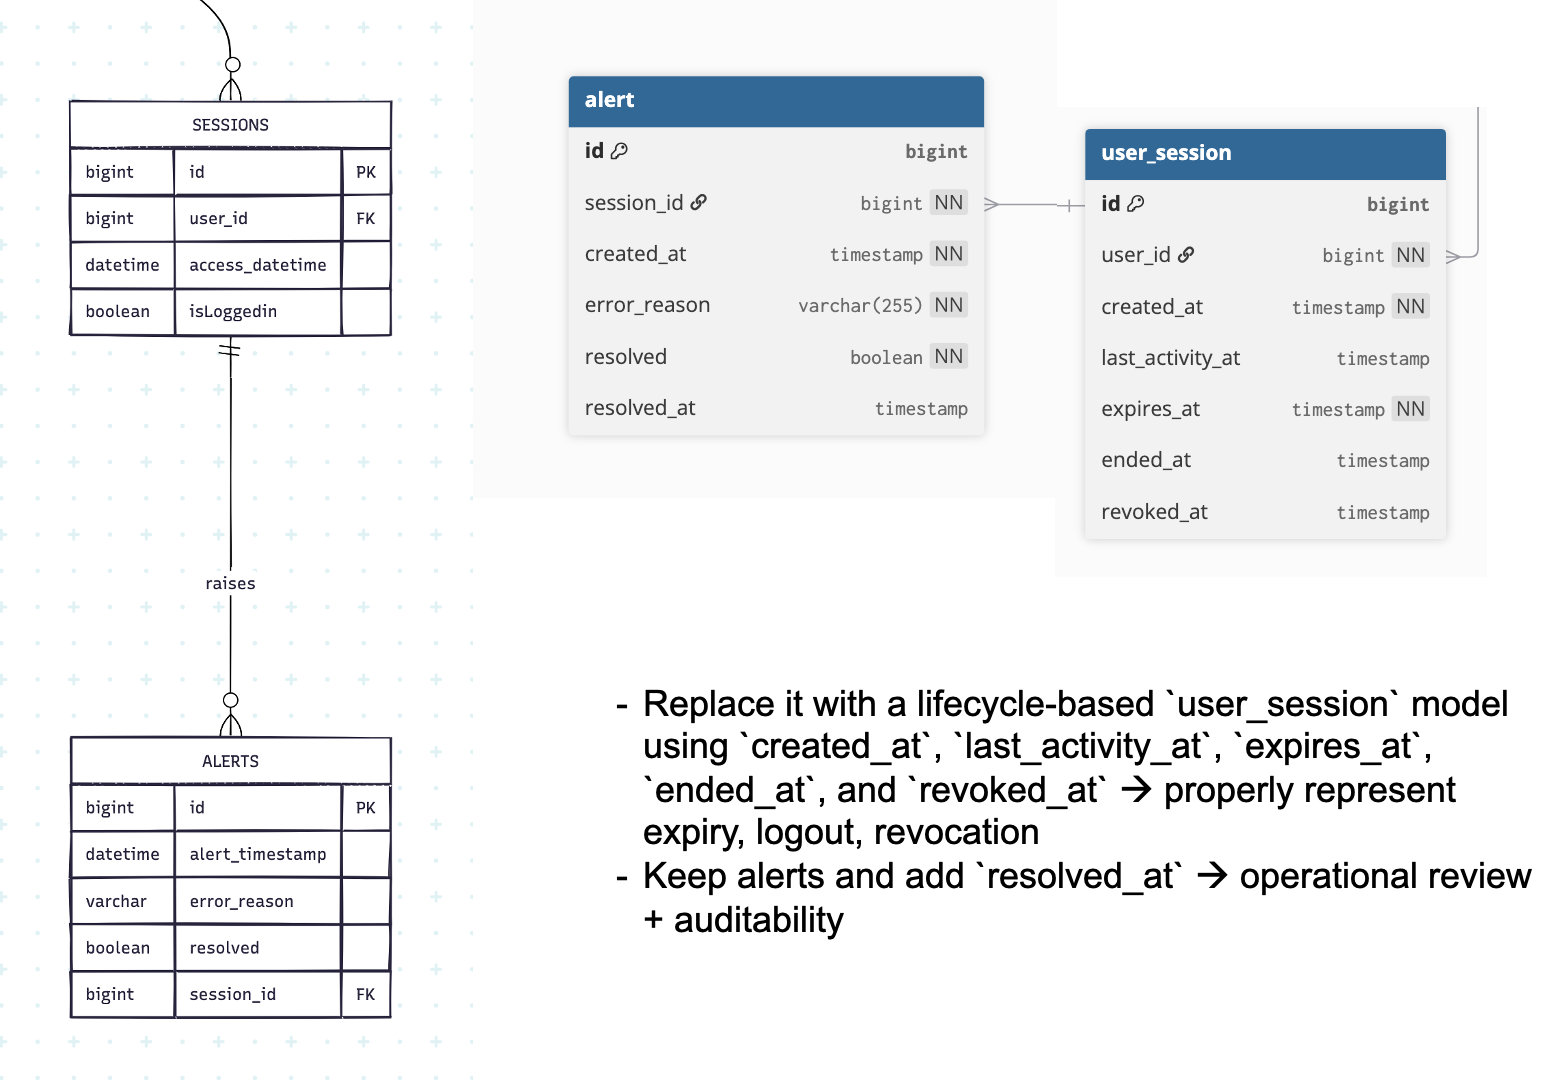 SESSIONS
bigint id PK
bigint user_id FK
datetime access_datetime
boolean isLoggedin
raises
ALERTS
bigint id PK
datetime alert_timestamp
varchar error_reason
boolean resolved
bigint session_id FK
alert
id bigint
session_id bigint NN
created_at timestamp NN
error_reason varchar(255) NN
resolved boolean NN
resolved_at timestamp
user_session
id bigint
user_id bigint NN
created_at timestamp NN
last_activity_at timestamp
expires_at timestamp NN
ended_at timestamp
revoked_at timestamp
- Replace it with a lifecycle-based `user_session` model
using `created_at`, `last_activity_at`, `expires_at`,
`ended_at`, and `revoked_at` → properly represent
expiry, logout, revocation
- Keep alerts and add `resolved_at` → operational review
+ auditability